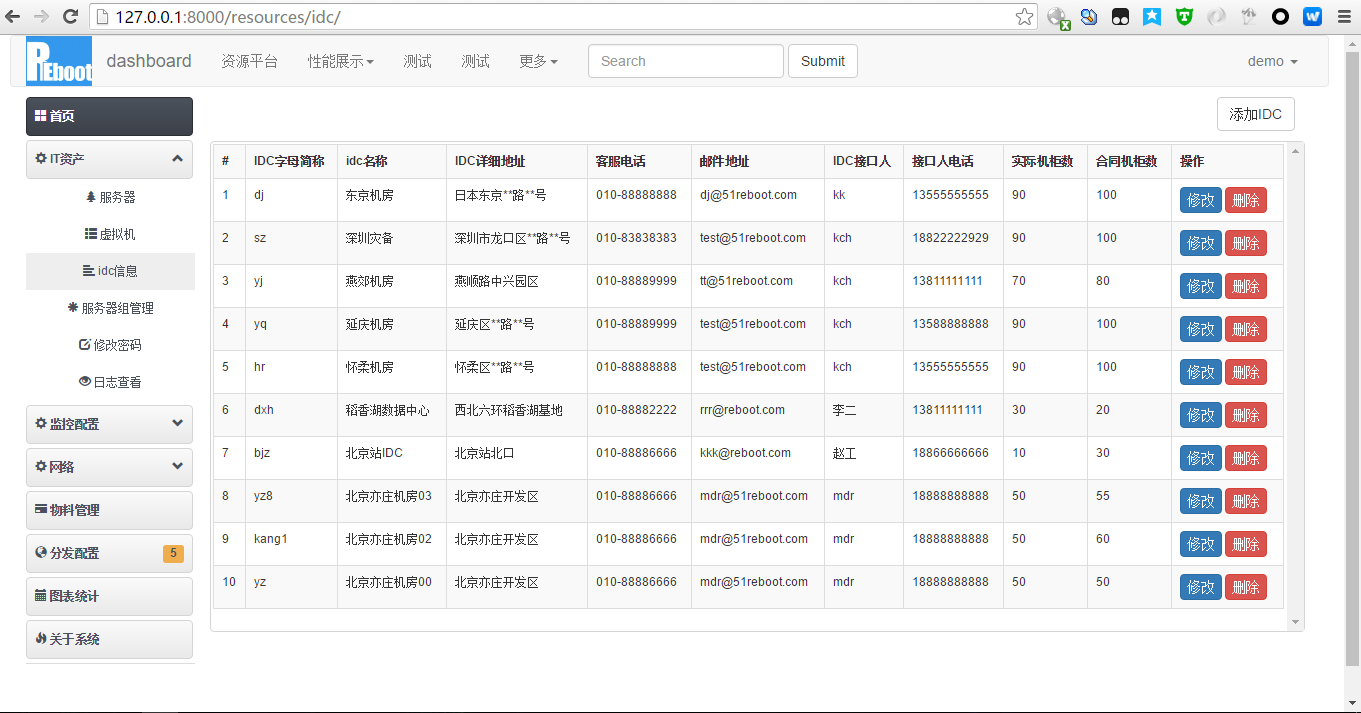 127.0.0.1:8000/resources/idc/
REboot dashboard 资源平台 性能展示 测试 测试 更多 Search Submit demo
首页
添加IDC
IT资产
服务器
虚拟机
idc信息
服务器组管理
修改密码
日志查看
监控配置
网络
物料管理
分发配置 5
图表统计
关于系统
# IDC字母简称 idc名称 IDC详细地址 客服电话 邮件地址 IDC接口人 接口人电话 实际机柜数 合同机柜数 操作
1 dj 东京机房 日本东京**路**号 010-88888888 dj@51reboot.com kk 13555555555 90 100 修改 删除
2 sz 深圳灾备 深圳市龙口区**路**号 010-83838383 test@51reboot.com kch 18822222929 90 100 修改 删除
3 yj 燕郊机房 燕顺路中兴园区 010-88889999 tt@51reboot.com kch 13811111111 70 80 修改 删除
4 yq 延庆机房 延庆区**路**号 010-88889999 test@51reboot.com kch 13588888888 90 100 修改 删除
5 hr 怀柔机房 怀柔区**路**号 010-88888888 test@51reboot.com kch 13555555555 90 100 修改 删除
6 dxh 稻香湖数据中心 西北六环稻香湖基地 010-88882222 rrr@reboot.com 李二 13811111111 30 20 修改 删除
7 bjz 北京站IDC 北京站北口 010-88886666 kkk@reboot.com 赵工 18866666666 10 30 修改 删除
8 yz8 北京亦庄机房03 北京亦庄开发区 010-88886666 mdr@51reboot.com mdr 18888888888 50 55 修改 删除
9 kang1 北京亦庄机房02 北京亦庄开发区 010-88886666 mdr@51reboot.com mdr 18888888888 50 60 修改 删除
10 yz 北京亦庄机房00 北京亦庄开发区 010-88886666 mdr@51reboot.com mdr 18888888888 50 50 修改 删除